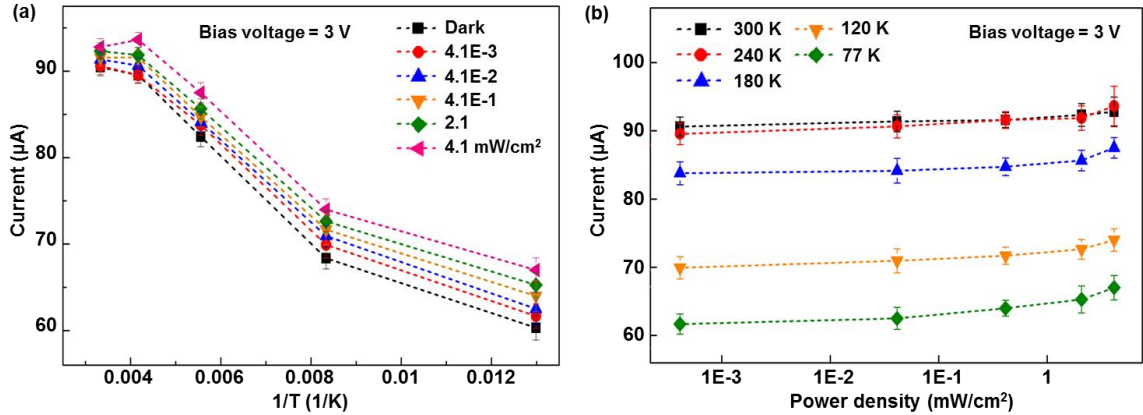 (a)
Bias voltage = 3 V
Dark
4.1E-3
4.1E-2
4.1E-1
2.1
4.1 mW/cm²
Current (μA)
90
80
70
60
0.004
0.006
0.008
0.01
0.012
1/T (1/K)
(b)
300 K
120 K
Bias voltage = 3 V
240 K
77 K
180 K
Current (μA)
100
90
80
70
60
1E-3
1E-2
1E-1
1
Power density (mW/cm²)